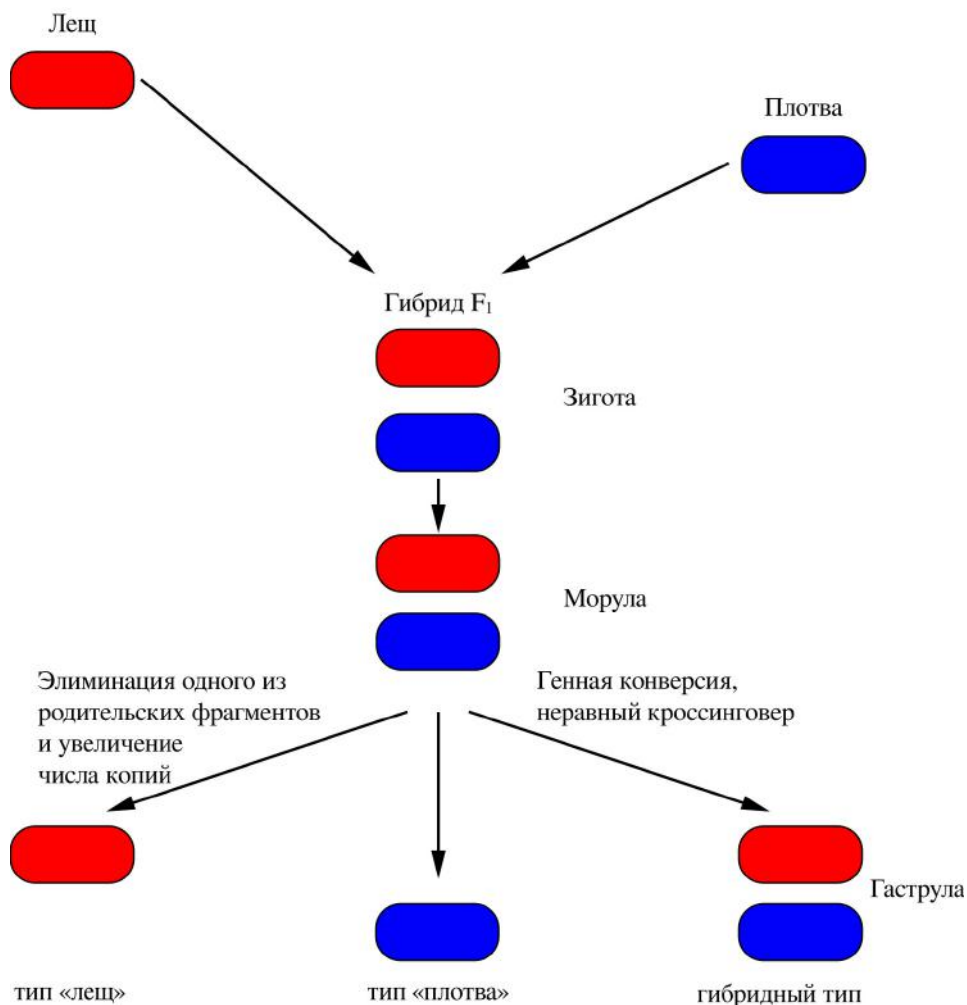 Лещ
Плотва
Гибрид F₁
Зигота
Морула
Элиминация одного из
родительских фрагментов
и увеличение
числа копий
Генная конверсия,
неравный кроссинговер
Гаструла
тип «лещ»
тип «плотва»
гибридный тип